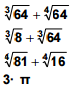 ∛64 + ∜64
∛8 + ∛64
∜81 + ∜16
3· π